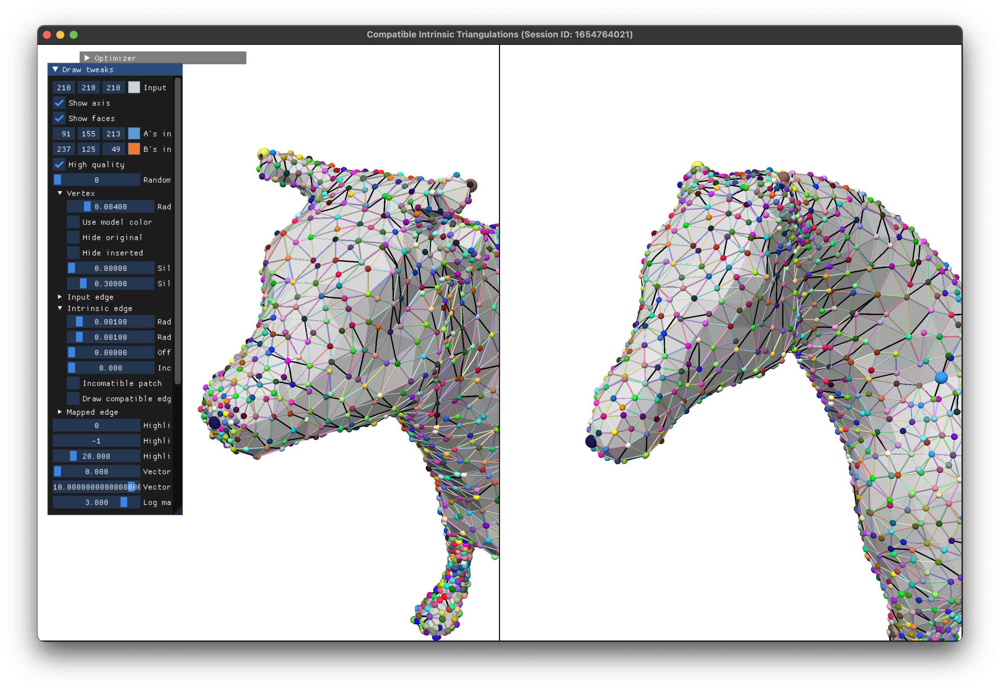 Compatible Intrinsic Triangulations (Session ID: 1654764021)
Optimizer
Draw tweaks
210 210 210 Input
Show axis
Show faces
91 155 213 A's in
237 125 49 B's in
High quality
0 Random
Vertex
0.00400 Rad
Use model color
Hide original
Hide inserted
0.00000 Sil
0.30000 Sil
Input edge
Intrinsic edge
0.00100 Rad
0.00100 Rad
0.00000 Off
0.000 Inc
Incomatible patch
Draw compatible edg
Mapped edge
0 Highli
-1 Highli
20.000 Highli
0.000 Vector
10.0000000000000000 Vector
3.000 Log ma